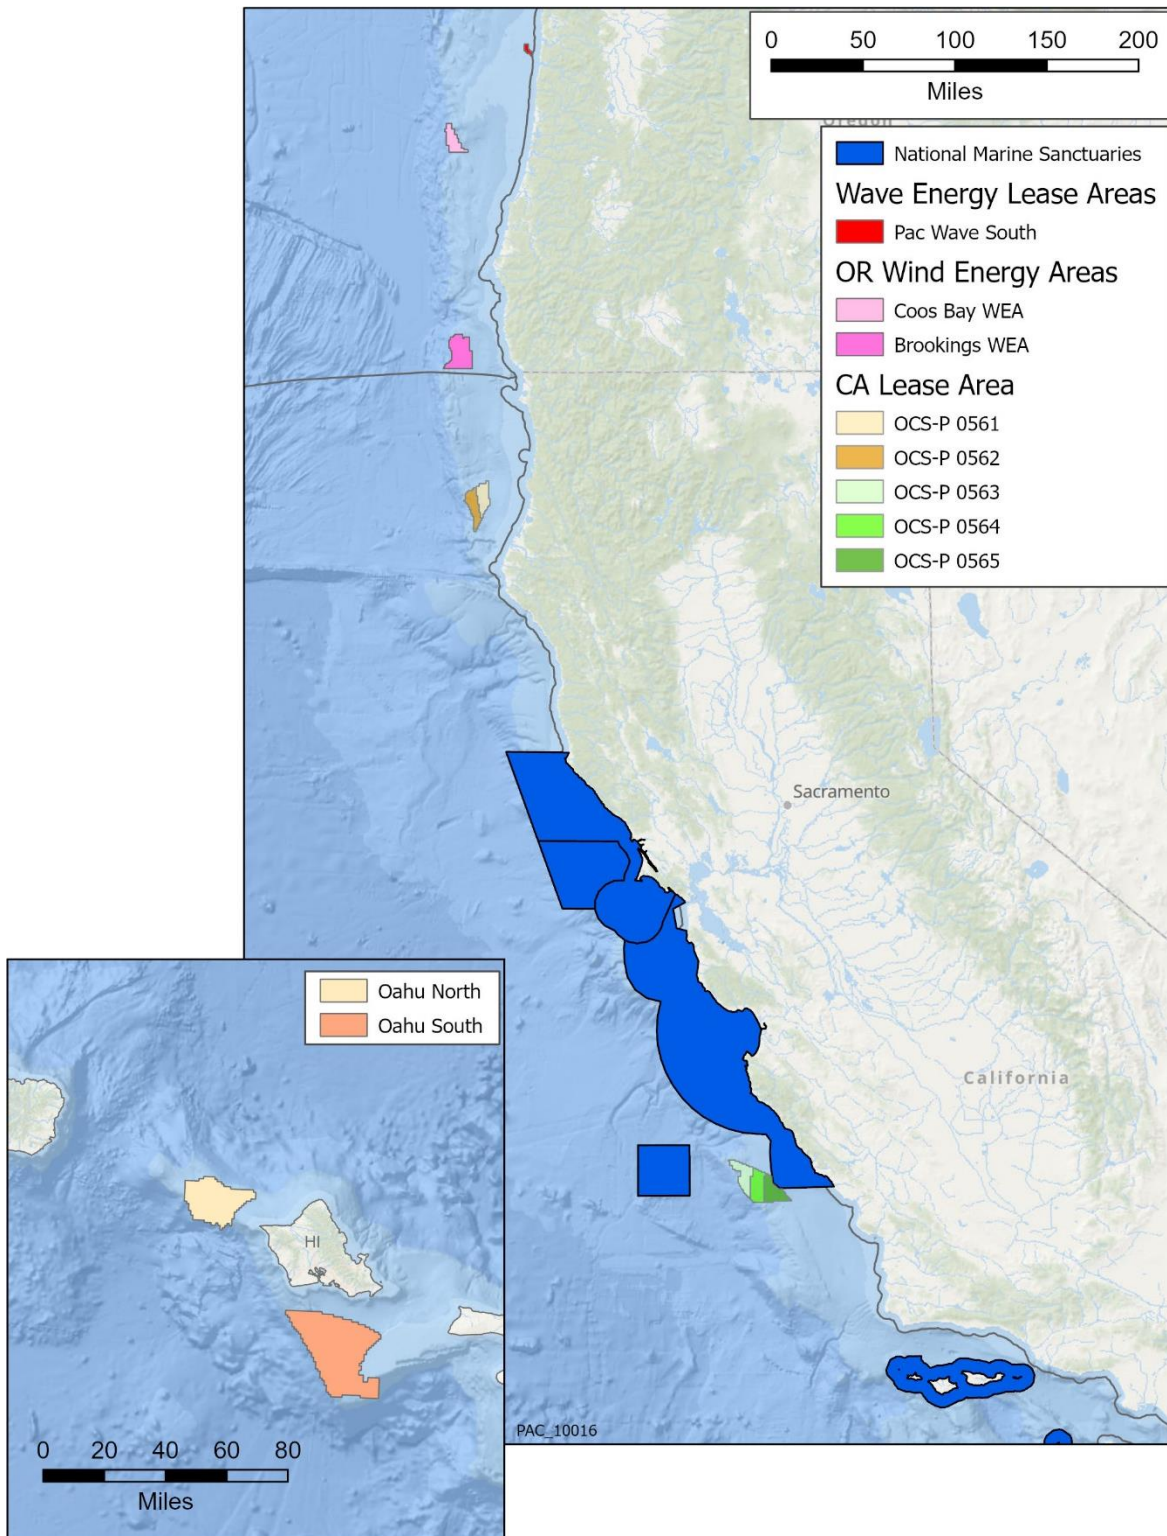 0 50 100 150 200
Miles
Oregon
National Marine Sanctuaries
Wave Energy Lease Areas
Pac Wave South
OR Wind Energy Areas
Coos Bay WEA
Brookings WEA
CA Lease Area
OCS-P 0561
OCS-P 0562
OCS-P 0563
OCS-P 0564
OCS-P 0565
Sacramento
California
Oahu North
Oahu South
HI
0 20 40 60 80
Miles
PAC_10016